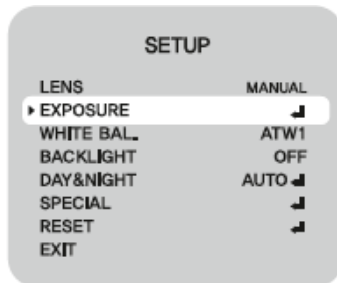 SETUP
LENS MANUAL
EXPOSURE
WHITE BAL. ATW1
BACKLIGHT OFF
DAY&NIGHT AUTO
SPECIAL
RESET
EXIT